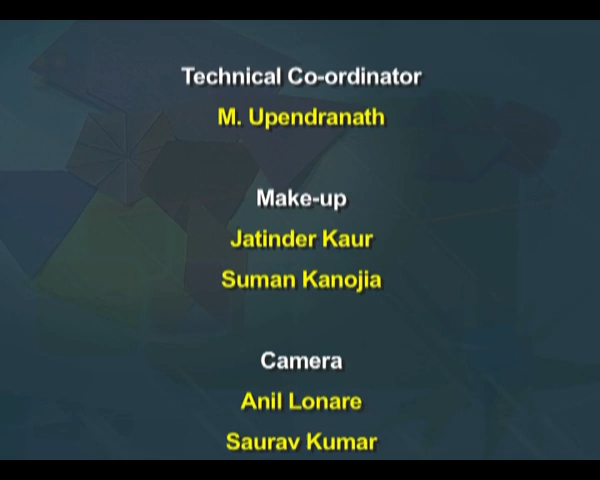 Technical Co-ordinator
M. Upendranath
Make-up
Jatinder Kaur
Suman Kanojia
Camera
Anil Lonare
Saurav Kumar